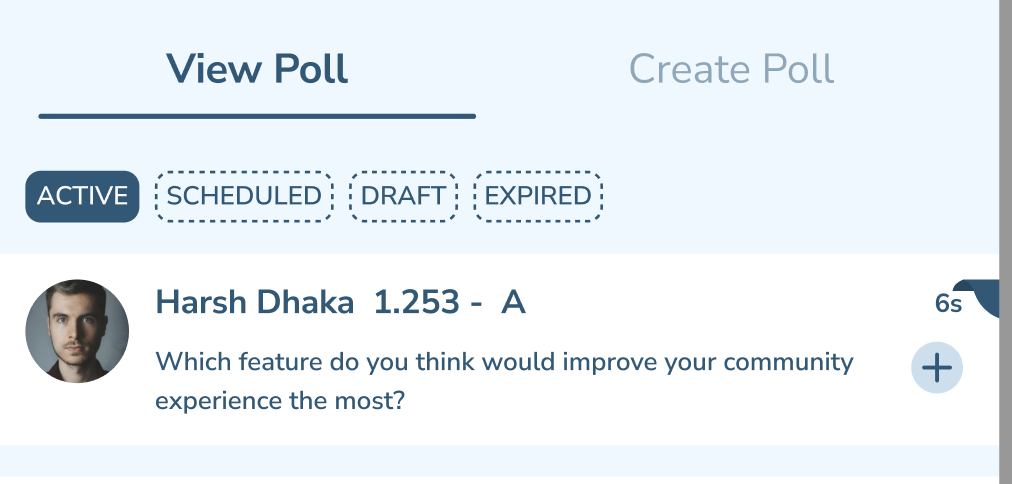 View Poll Create Poll
ACTIVE SCHEDULED DRAFT EXPIRED
Harsh Dhaka 1.253 - A 6s
Which feature do you think would improve your community
experience the most?